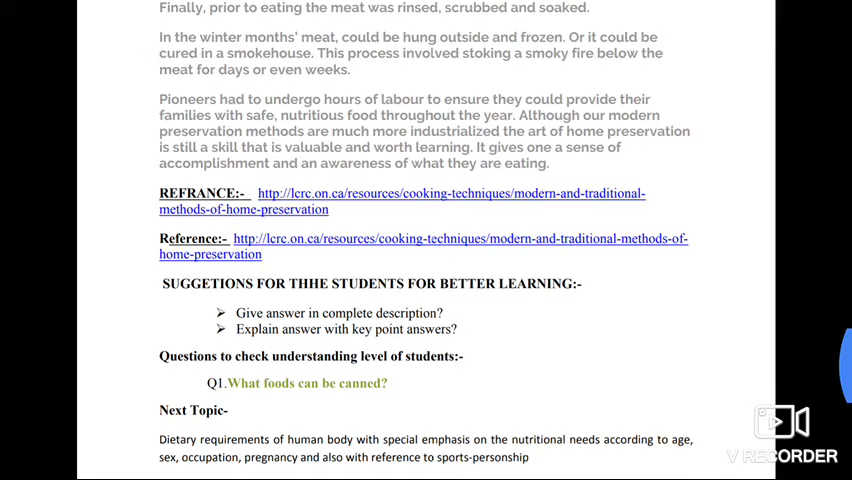 Finally, prior to eating the meat was rinsed, scrubbed and soaked.
In the winter months' meat, could be hung outside and frozen. Or it could be
cured in a smokehouse. This process involved stoking a smoky fire below the
meat for days or even weeks.
Pioneers had to undergo hours of labour to ensure they could provide their
families with safe, nutritious food throughout the year. Although our modern
preservation methods are much more industrialized the art of home preservation
is still a skill that is valuable and worth learning. It gives one a sense of
accomplishment and an awareness of what they are eating.
REFRANCE:- http://lcrc.on.ca/resources/cooking-techniques/modern-and-traditional-
methods-of-home-preservation
Reference:- http://lcrc.on.ca/resources/cooking-techniques/modern-and-traditional-methods-of-
home-preservation
SUGGETIONS FOR THHE STUDENTS FOR BETTER LEARNING:-
Give answer in complete description?
Explain answer with key point answers?
Questions to check understanding level of students:-
Q1.What foods can be canned?
Next Topic-
Dietary requirements of human body with special emphasis on the nutritional needs according to age,
sex, occupation, pregnancy and also with reference to sports-personship
V RECORDER